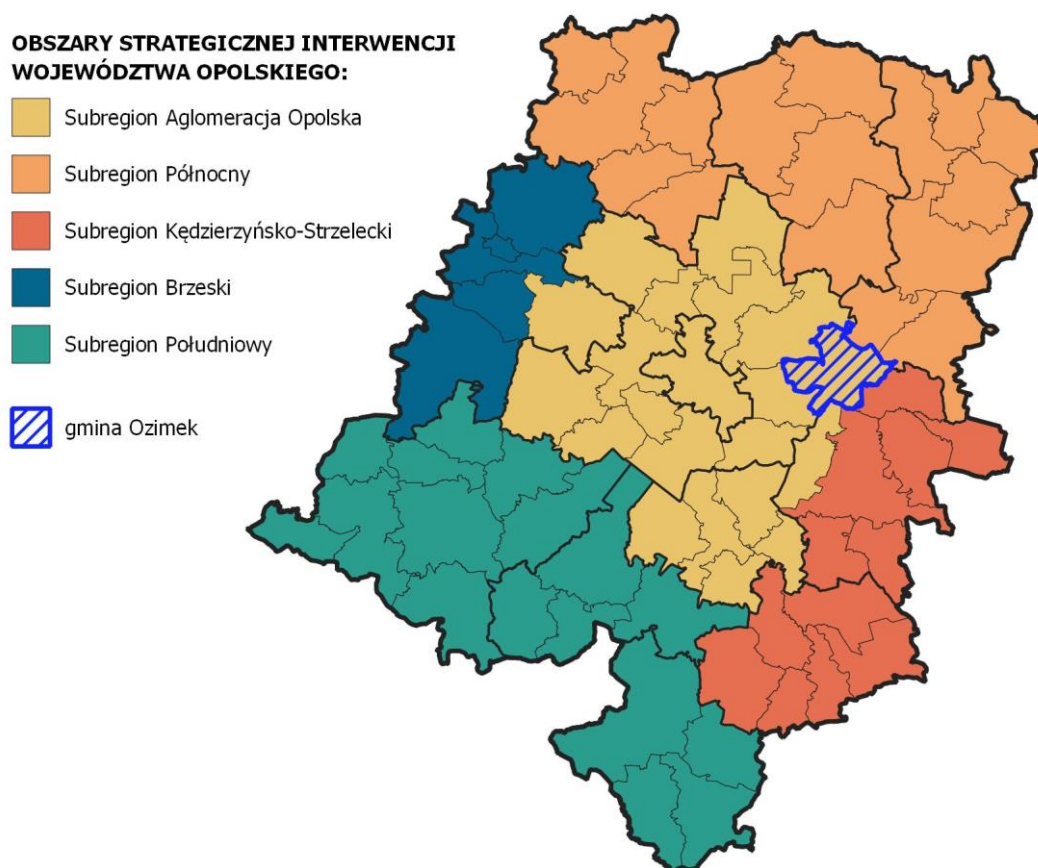 OBSZARY STRATEGICZNEJ INTERWENCJI
WOJEWÓDZTWA OPOLSKIEGO:
Subregion Aglomeracja Opolska
Subregion Północny
Subregion Kędzierzyńsko-Strzelecki
Subregion Brzeski
Subregion Południowy
gmina Ozimek